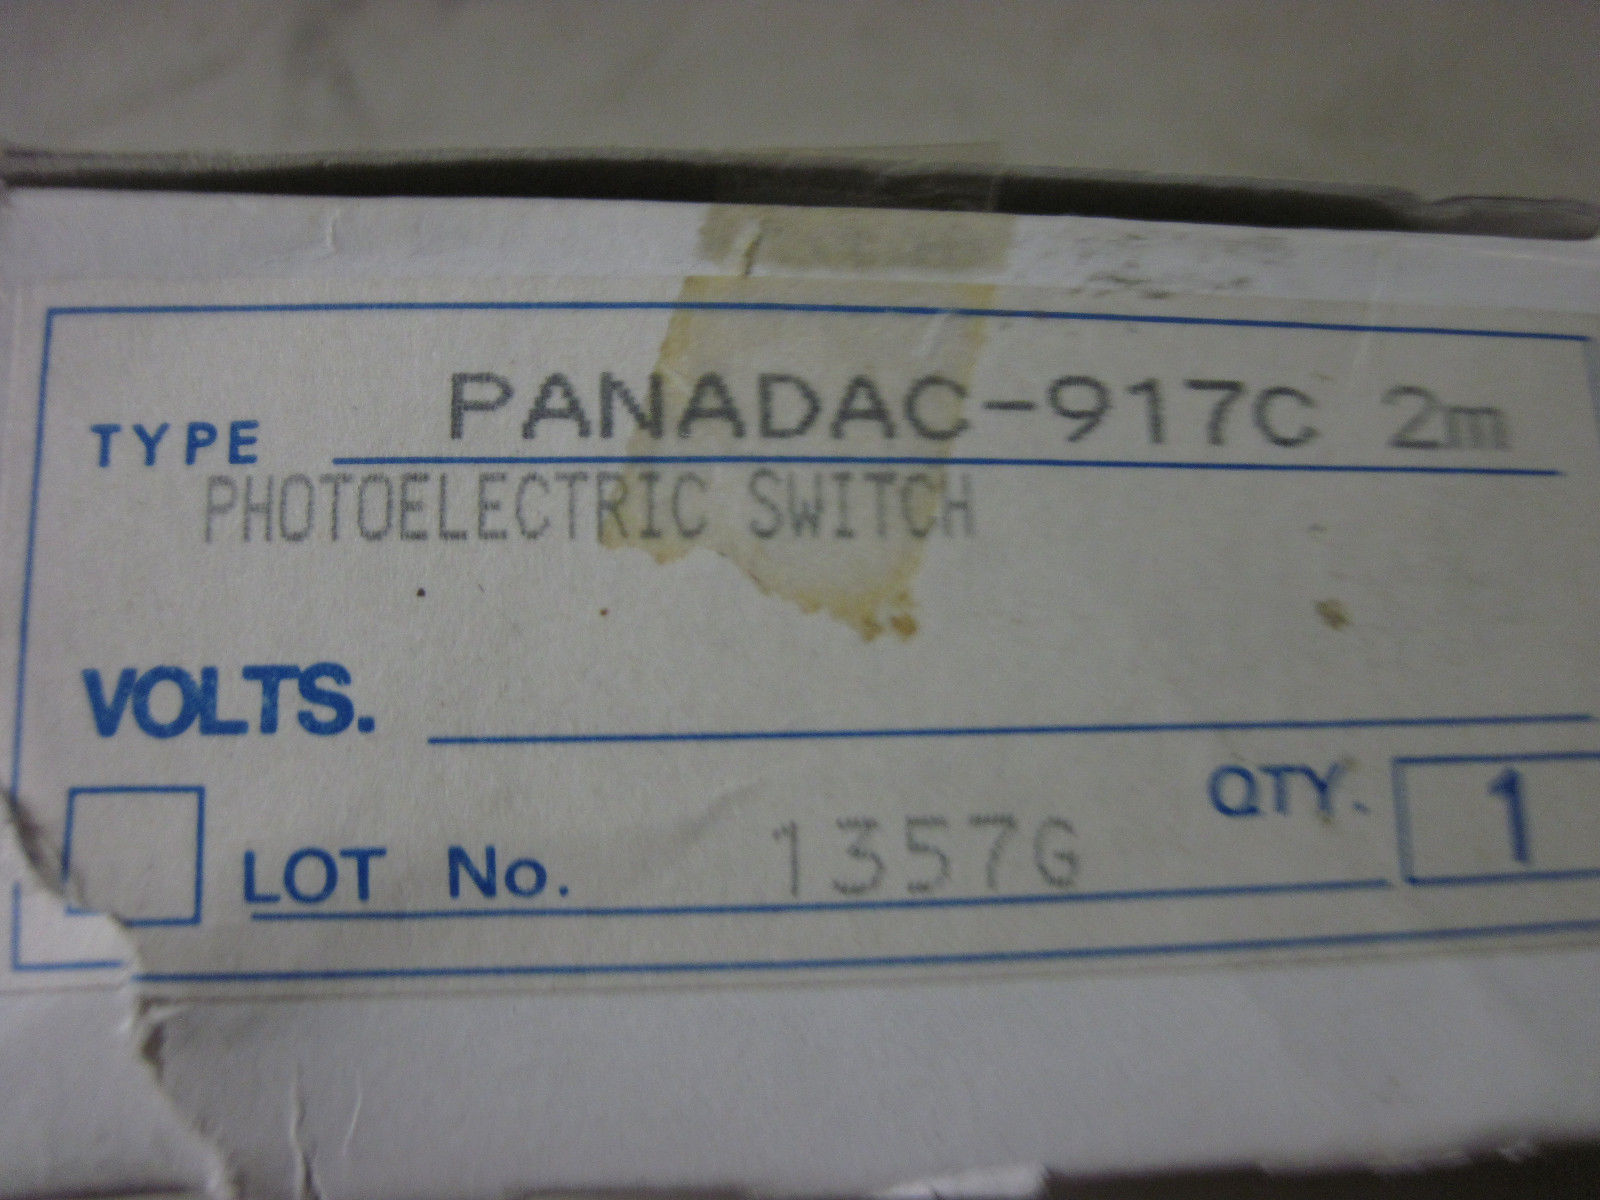 TYPE PANADAC-917C 2m
PHOTOELECTRIC SWITCH
VOLTS.
QTY. 1
LOT No. 1357G